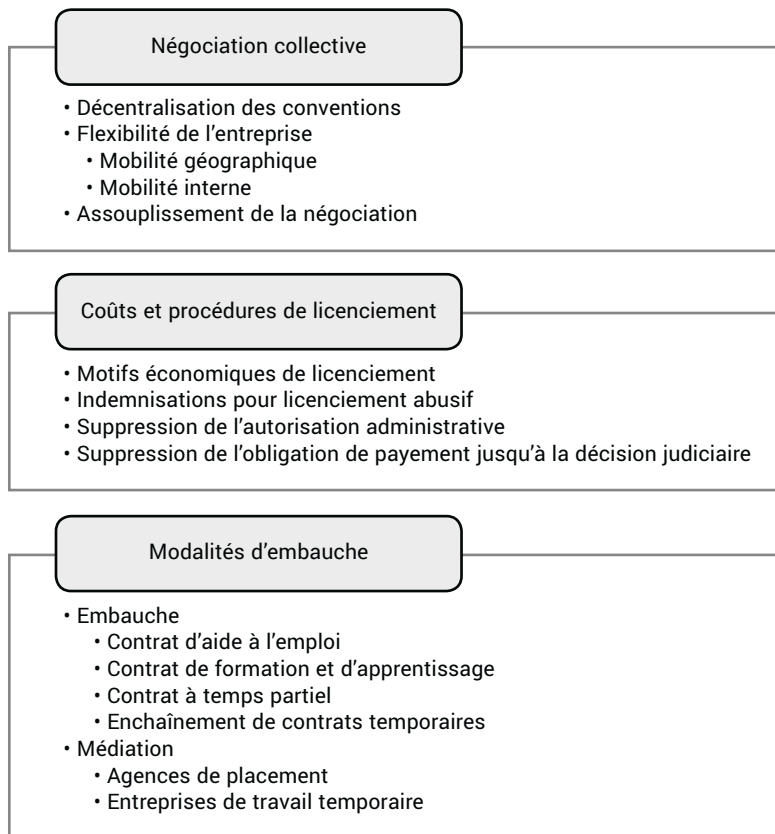 Négociation collective
• Décentralisation des conventions
• Flexibilité de l'entreprise
• Mobilité géographique
• Mobilité interne
• Assouplissement de la négociation
Coûts et procédures de licenciement
• Motifs économiques de licenciement
• Indemnisations pour licenciement abusif
• Suppression de l'autorisation administrative
• Suppression de l'obligation de payement jusqu'à la décision judiciaire
Modalités d'embauche
• Embauche
• Contrat d'aide à l'emploi
• Contrat de formation et d'apprentissage
• Contrat à temps partiel
• Enchaînement de contrats temporaires
• Médiation
• Agences de placement
• Entreprises de travail temporaire